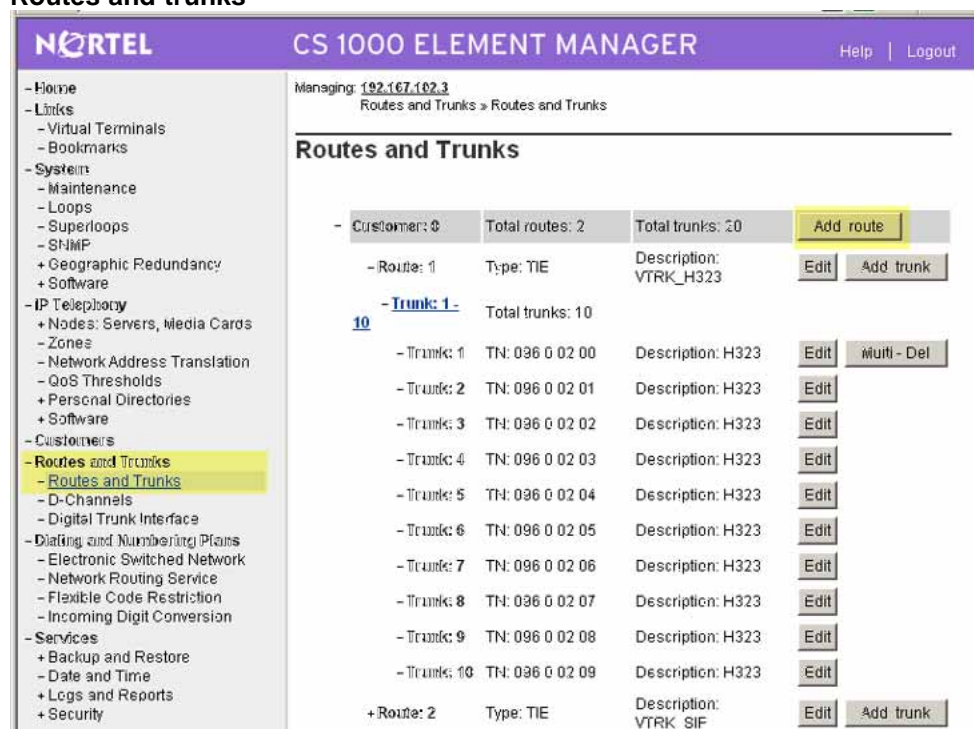 Routes and trunks
NORTEL
CS 1000 ELEMENT MANAGER
Help | Logout
- Home
- Links
- Virtual Terminals
- Bookmarks
- System
- Maintenance
- Loops
- Superloops
- SNMP
+ Geographic Redundancy
+ Software
- IP Telephony
+ Nodes: Servers, Media Cards
- Zones
- Network Address Translation
- QoS Thresholds
+ Personal Directories
+ Software
- Customers
- Routes and Trunks
- Routes and Trunks
- D-Channels
- Digital Trunk Interface
- Dialing and Numbering Plans
- Electronic Switched Network
- Network Routing Service
- Flexible Code Restriction
- Incoming Digit Conversion
- Services
+ Backup and Restore
- Date and Time
+ Logs and Reports
+ Security
Managing: 192.167.102.3
Routes and Trunks » Routes and Trunks
Routes and Trunks
- Customer: 0 Total routes: 2 Total trunks: 20 Add route
- Route: 1 Type: TIE Description: VTRK_H323 Edit Add trunk
- Trunk: 1 - 10 Total trunks: 10
- Trunk: 1 TN: 096 0 02 00 Description: H323 Edit Multi - Del
- Trunk: 2 TN: 096 0 02 01 Description: H323 Edit
- Trunk: 3 TN: 096 0 02 02 Description: H323 Edit
- Trunk: 4 TN: 096 0 02 03 Description: H323 Edit
- Trunk: 5 TN: 096 0 02 04 Description: H323 Edit
- Trunk: 6 TN: 096 0 02 05 Description: H323 Edit
- Trunk: 7 TN: 096 0 02 06 Description: H323 Edit
- Trunk: 8 TN: 096 0 02 07 Description: H323 Edit
- Trunk: 9 TN: 096 0 02 08 Description: H323 Edit
- Trunk: 10 TN: 096 0 02 09 Description: H323 Edit
+ Route: 2 Type: TIE Description: VTRK_SIP Edit Add trunk